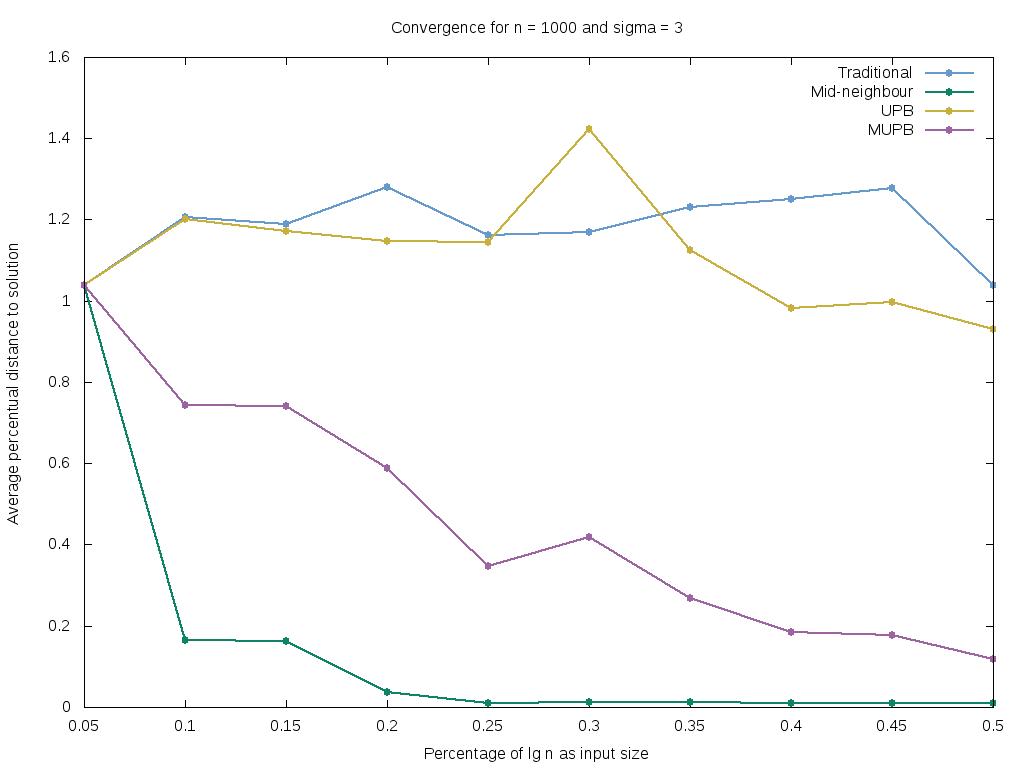 Convergence for n = 1000 and sigma = 3
Traditional
Mid-neighbour
UPB
MUPB
Average percentual distance to solution
1.6
1.4
1.2
1
0.8
0.6
0.4
0.2
0
0.05 0.1 0.15 0.2 0.25 0.3 0.35 0.4 0.45 0.5
Percentage of lg n as input size